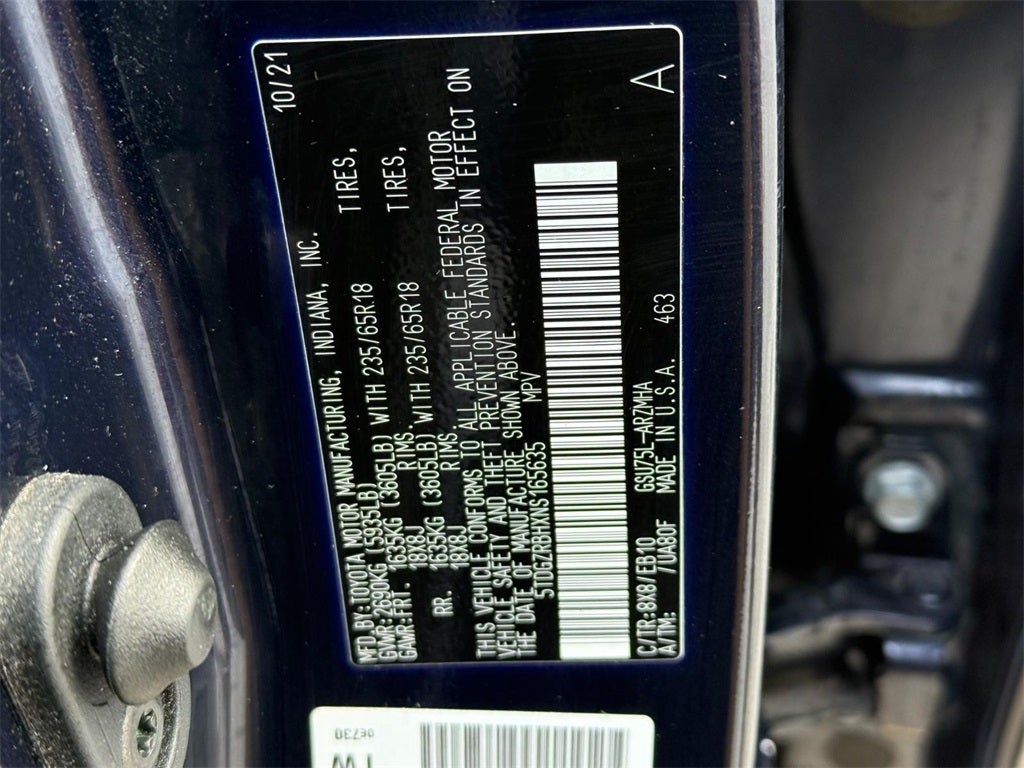 MFD.BY:TOYOTA MOTOR MANUFACTURING, INDIANA, INC. 10/21
GVWR:2690KG (5935LB)
GAWR:FRT. 1635KG (3605LB) WITH 235/65R18 TIRES,
18X8J RIMS
RR. 1635KG (3605LB) WITH 235/65R18 TIRES,
18X8J RIMS
THIS VEHICLE CONFORMS TO ALL APPLICABLE FEDERAL MOTOR
VEHICLE SAFETY AND THEFT PREVENTION STANDARDS IN EFFECT ON
THE DATE OF MANUFACTURE SHOWN ABOVE.
5TDGZRBHXNS165635 MPV
C/TR:8X8/EB10 GSU75L-ARZMHA
A/TM: /UA80F MADE IN U.S.A. 463 A
0E730